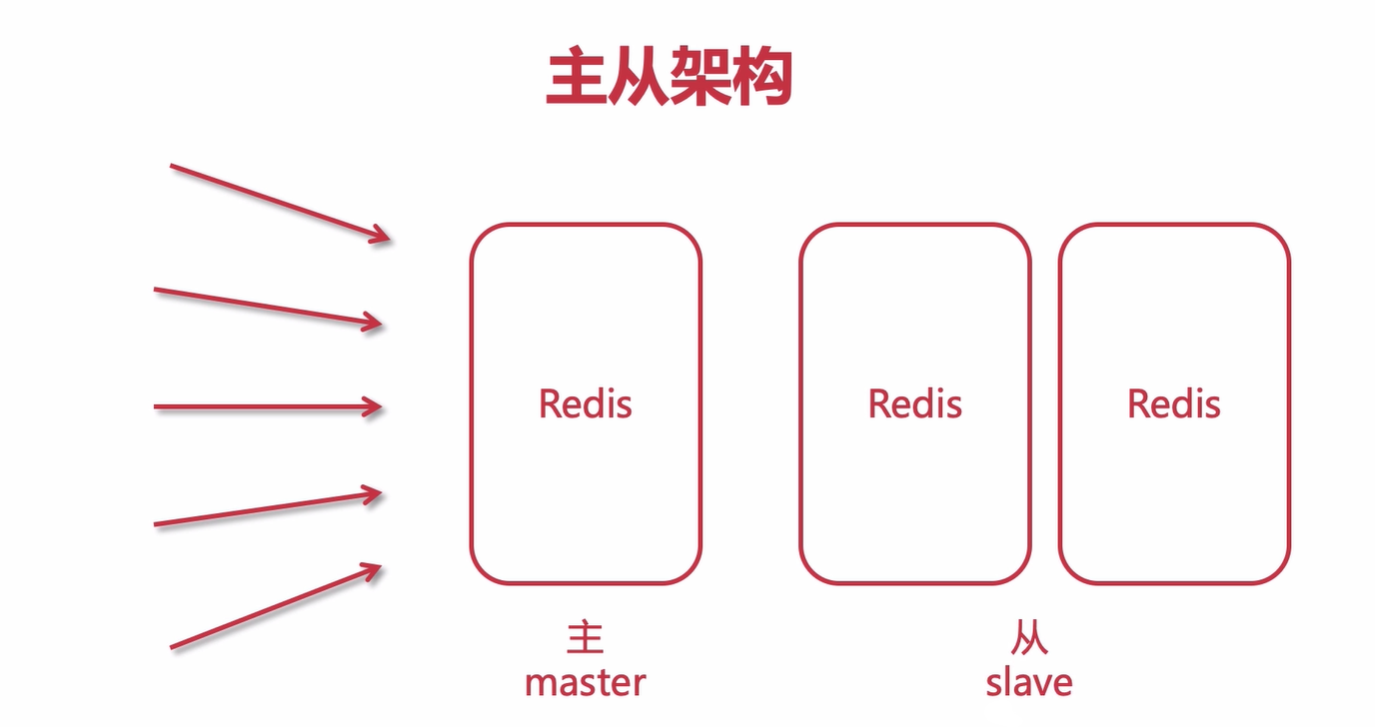 主从架构
Redis
Redis
Redis
主
master
从
slave